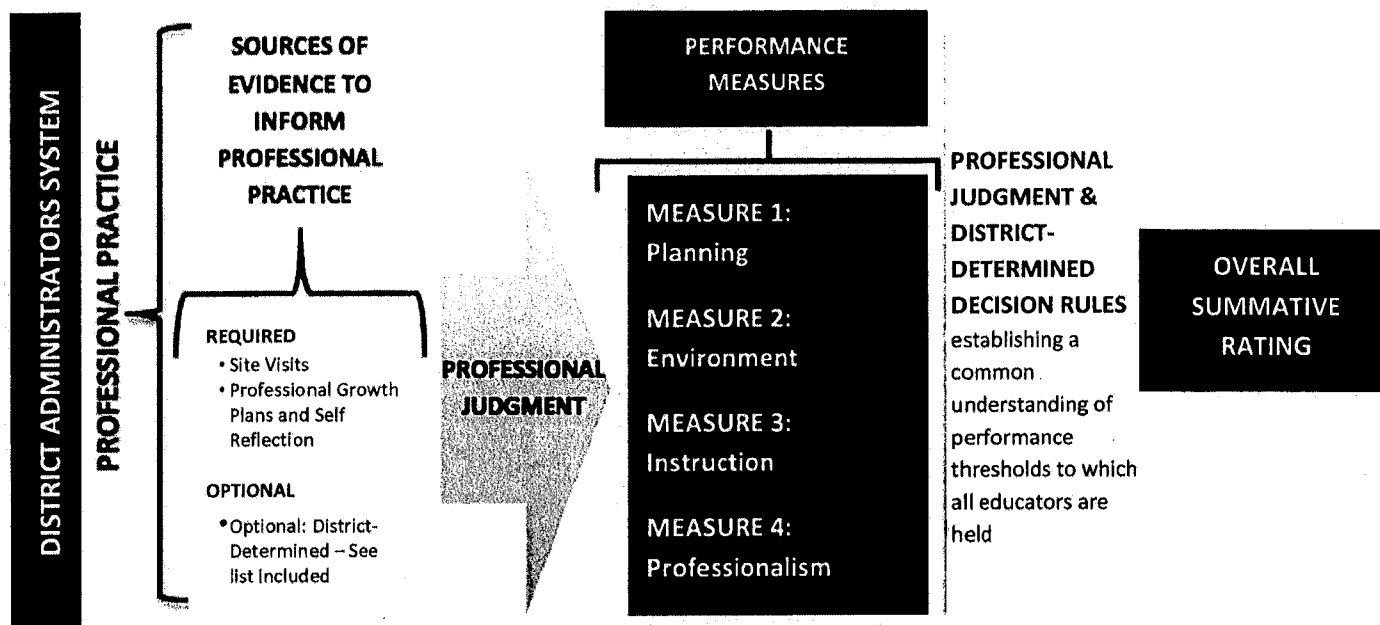 DISTRICT ADMINISTRATORS SYSTEM
PROFESSIONAL PRACTICE
SOURCES OF
EVIDENCE TO
INFORM
PROFESSIONAL
PRACTICE
REQUIRED
• Site Visits
• Professional Growth
Plans and Self
Reflection
OPTIONAL
• Optional: District-
Determined – See
list included
PROFESSIONAL
JUDGMENT
PERFORMANCE
MEASURES
MEASURE 1:
Planning
MEASURE 2:
Environment
MEASURE 3:
Instruction
MEASURE 4:
Professionalism
PROFESSIONAL
JUDGMENT &
DISTRICT-
DETERMINED
DECISION RULES
establishing a
common
understanding of
performance
thresholds to which
all educators are
held
OVERALL
SUMMATIVE
RATING